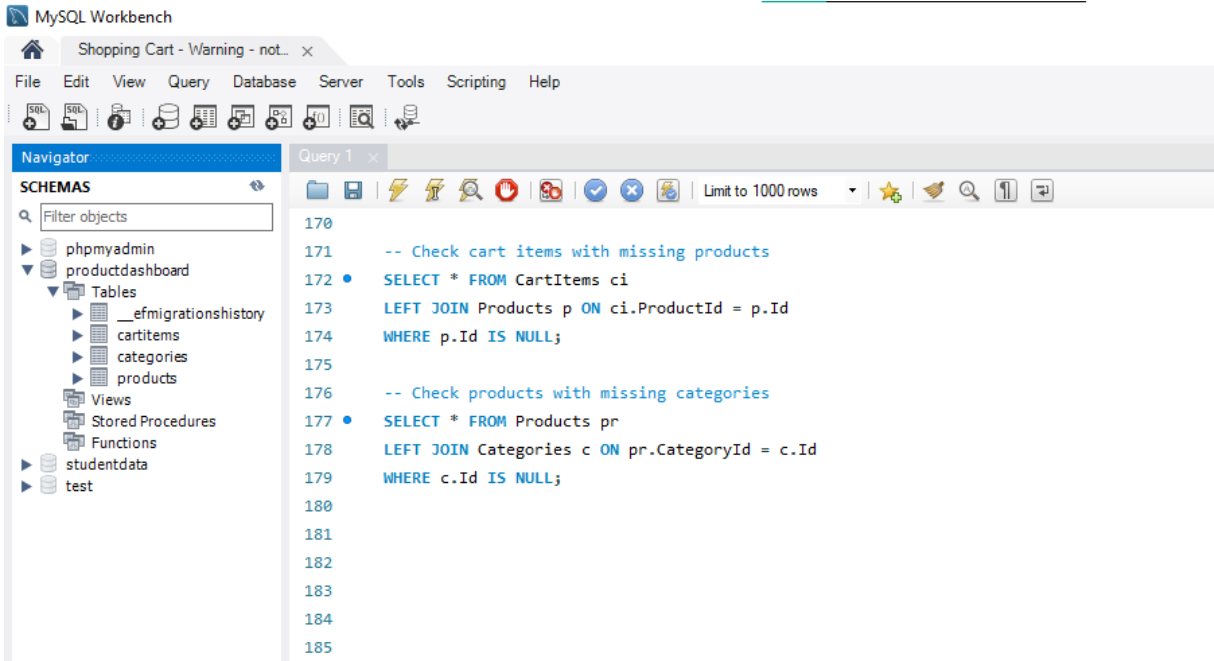 MySQL Workbench
Shopping Cart - Warning - not...
File Edit View Query Database Server Tools Scripting Help
Navigator
Query 1
SCHEMAS
Limit to 1000 rows
Filter objects
phpmyadmin
productdashboard
Tables
__efmigrationshistory
cartitems
categories
products
Views
Stored Procedures
Functions
studentdata
test
170
171 -- Check cart items with missing products
172 SELECT * FROM CartItems ci
173 LEFT JOIN Products p ON ci.ProductId = p.Id
174 WHERE p.Id IS NULL;
175
176 -- Check products with missing categories
177 SELECT * FROM Products pr
178 LEFT JOIN Categories c ON pr.CategoryId = c.Id
179 WHERE c.Id IS NULL;
180
181
182
183
184
185